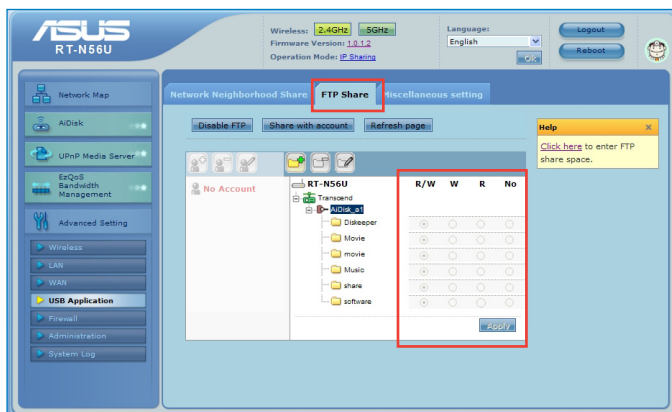 ASUS
RT-N56U
Wireless: 2.4GHz 5GHz
Firmware Version: 1.0.1.2
Operation Mode: IP Sharing
Language:
English
Ok
Logout
Reboot
Network Map
AiDisk
UPnP Media Server
EzQoS
Bandwidth
Management
Advanced Setting
Wireless
LAN
WAN
USB Application
Firewall
Administration
System Log
Network Neighborhood Share FTP Share Miscellaneous setting
Disable FTP Share with account Refresh page
No Account
RT-N56U R/W W R No
Transcend
AiDisk_a1
Diskeeper
Movie
movie
Music
share
software
Apply
Help X
Click here to enter FTP
share space.